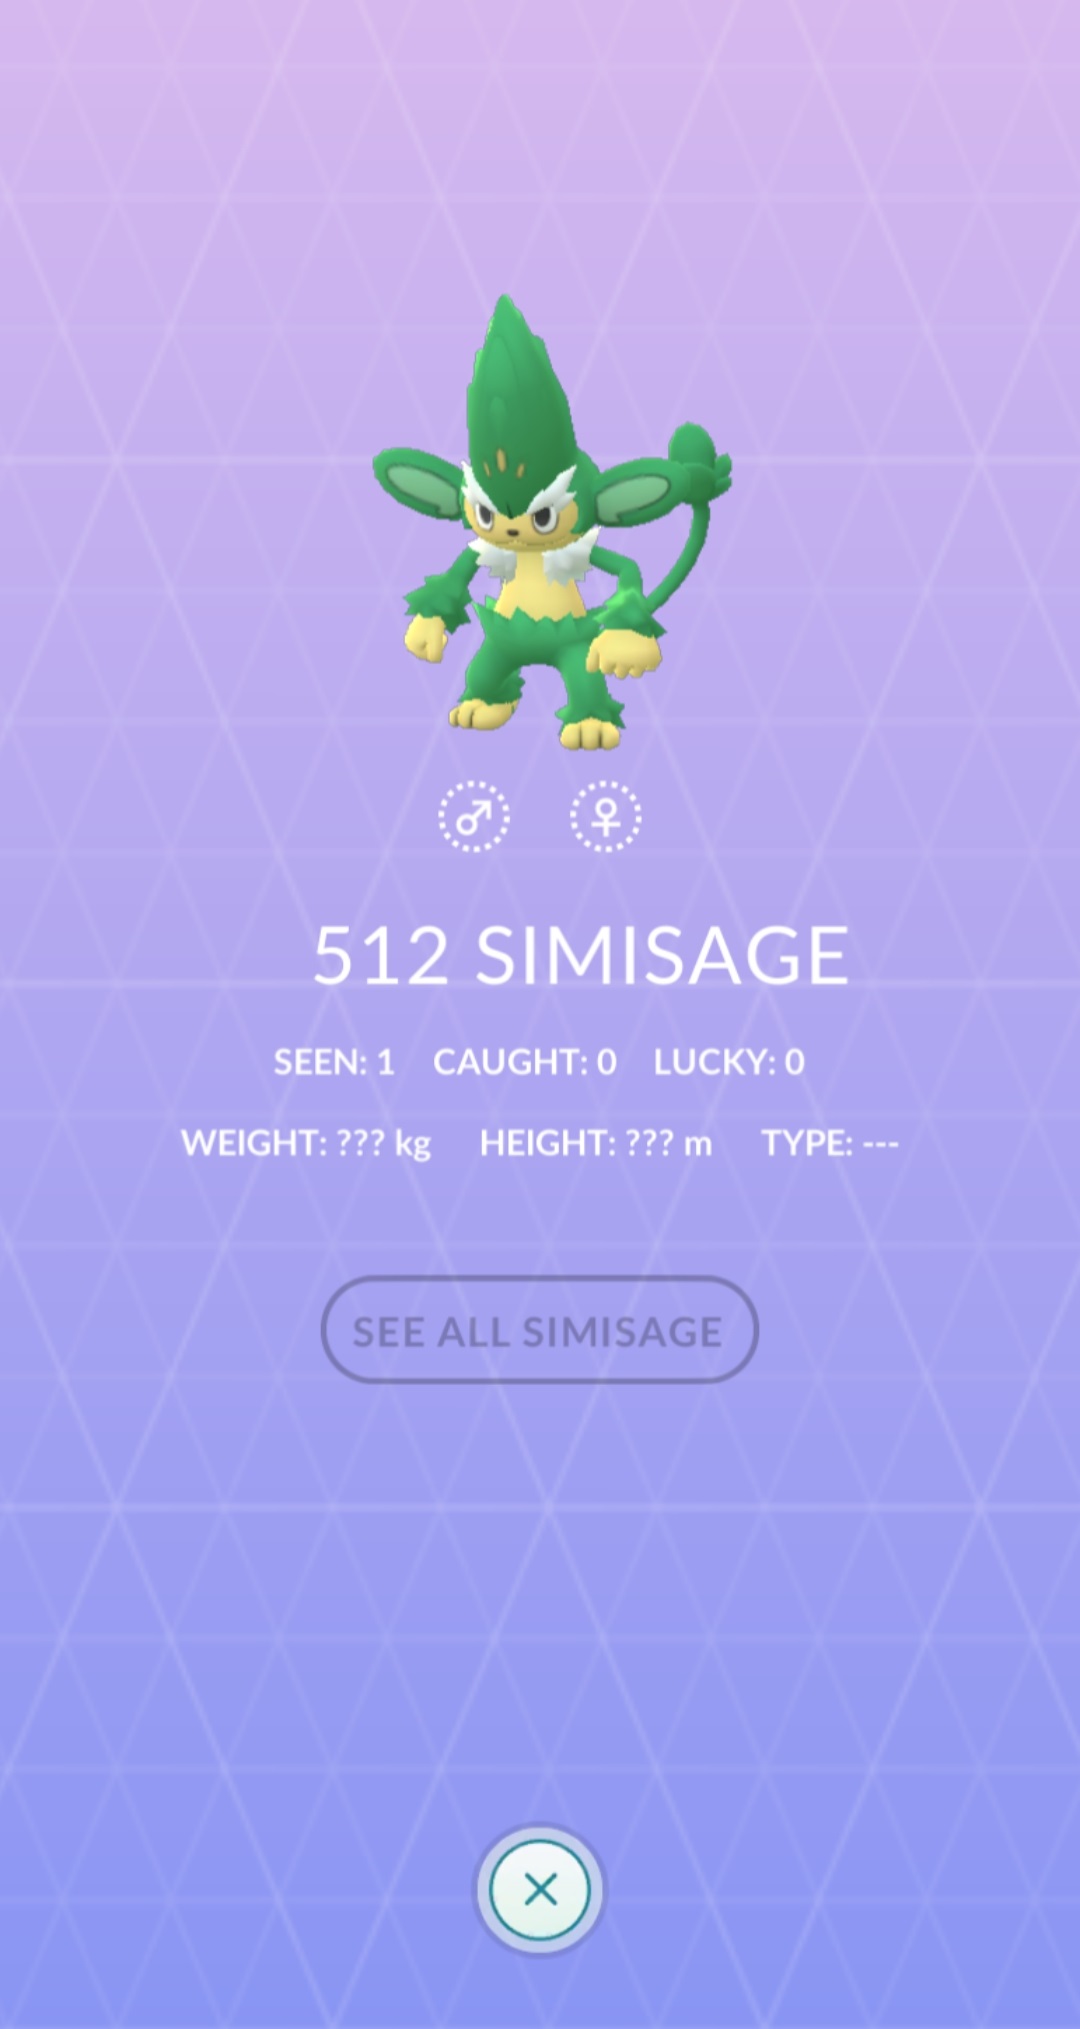 512 SIMISAGE
SEEN: 1 CAUGHT: 0 LUCKY: 0
WEIGHT: ??? kg HEIGHT: ??? m TYPE: ---
SEE ALL SIMISAGE